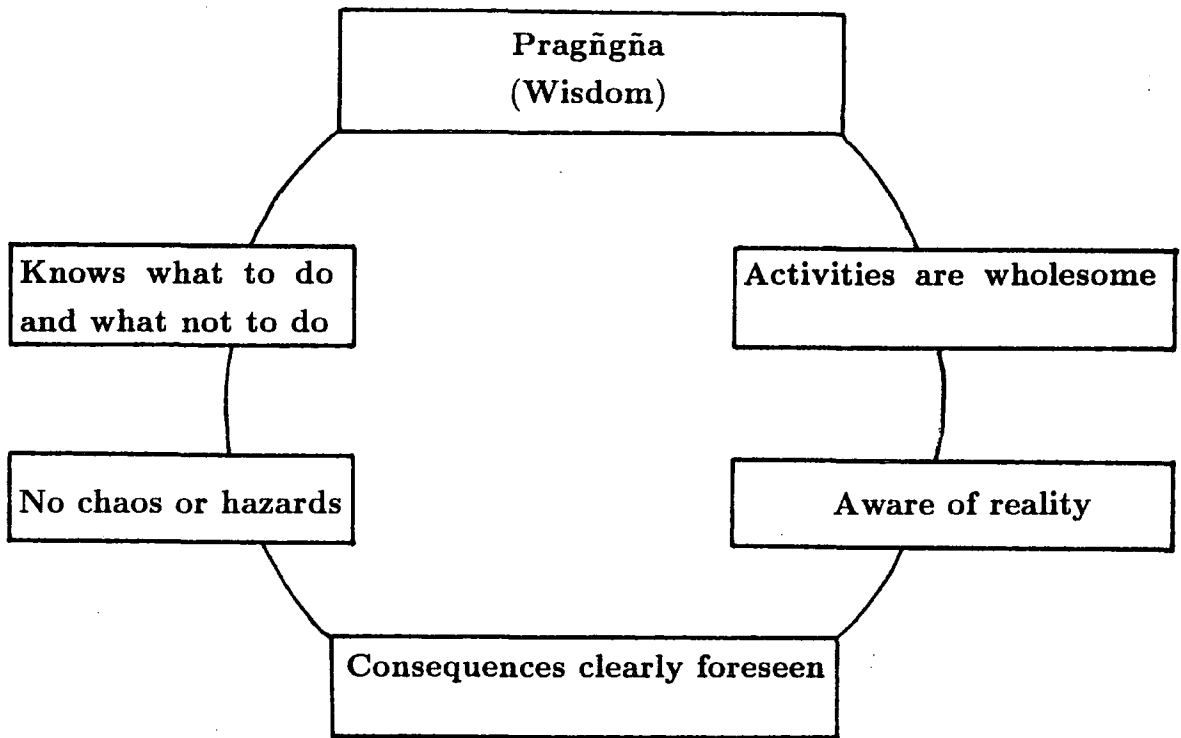 Pragñgña
(Wisdom)
Knows what to do
and what not to do
Activities are wholesome
No chaos or hazards
Aware of reality
Consequences clearly foreseen